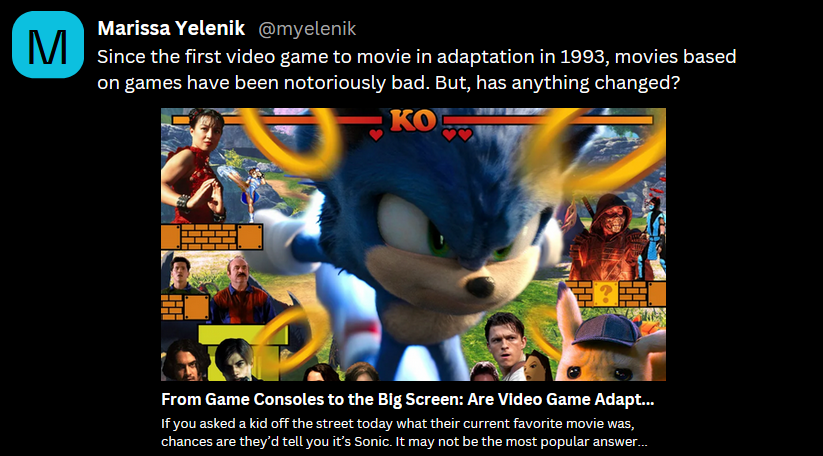 M
Marissa Yelenik @myelenik
Since the first video game to movie in adaptation in 1993, movies based
on games have been notoriously bad. But, has anything changed?
KO
?
From Game Consoles to the Big Screen: Are Video Game Adapt...
If you asked a kid off the street today what their current favorite movie was,
chances are they’d tell you it’s Sonic. It may not be the most popular answer...